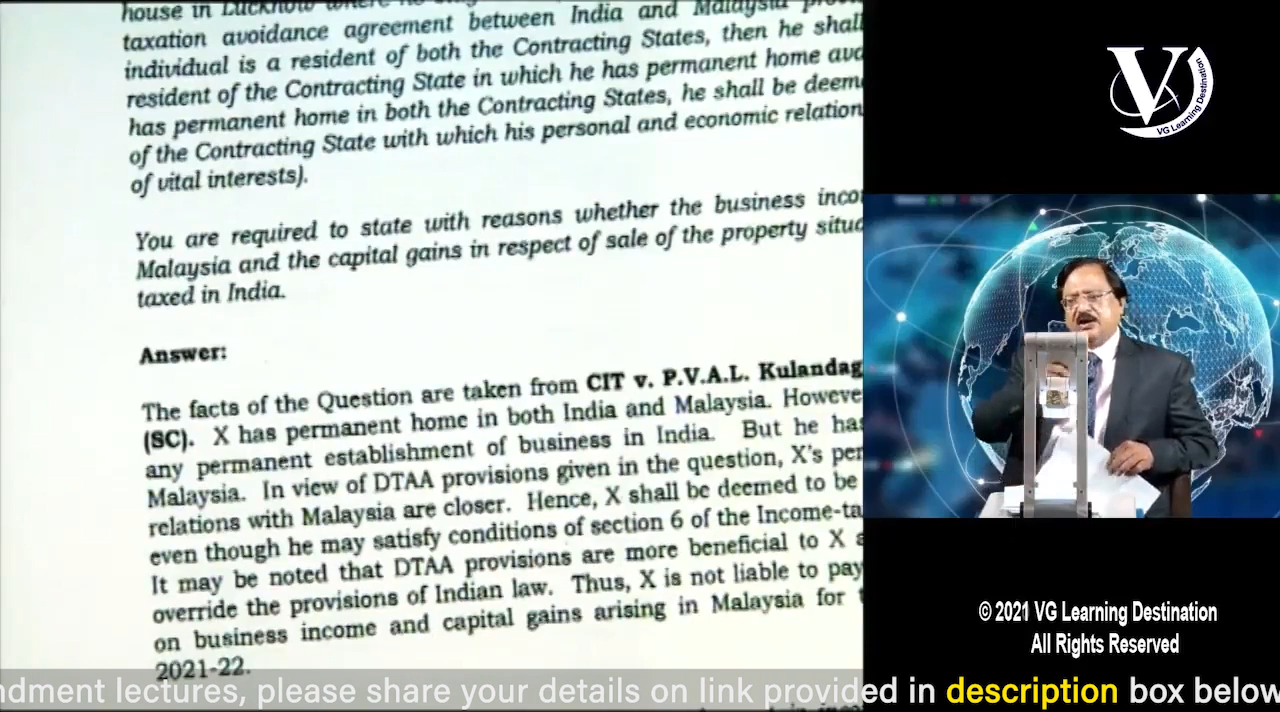 house in Lucknow where he
taxation avoidance agreement between India and Malaysia
individual is a resident of both the Contracting States, then he shall
resident of the Contracting State in which he has permanent home
has permanent home in both the Contracting States, he shall be
of the Contracting State with which his personal and economic relation
of vital interests).
You are required to state with reasons whether the business
Malaysia and the capital gains in respect of sale of the property
taxed in India.
Answer:
The facts of the Question are taken from CIT v. P.V.A.L. Kulandag
(SC). X has permanent home in both India and Malaysia. Howeve
any permanent establishment of business in India. But he has
Malaysia. In view of DTAA provisions given in the question, X's per
relations with Malaysia are closer. Hence, X shall be deemed to be
even though he may satisfy conditions of section 6 of the Income-ta
It may be noted that DTAA provisions are more beneficial to X a
override the provisions of Indian law. Thus, X is not liable to pay
on business income and capital gains arising in Malaysia for
2021-22.
V
VG Learning Destination
© 2021 VG Learning Destination
All Rights Reserved
ndment lectures, please share your details on link provided in description box below